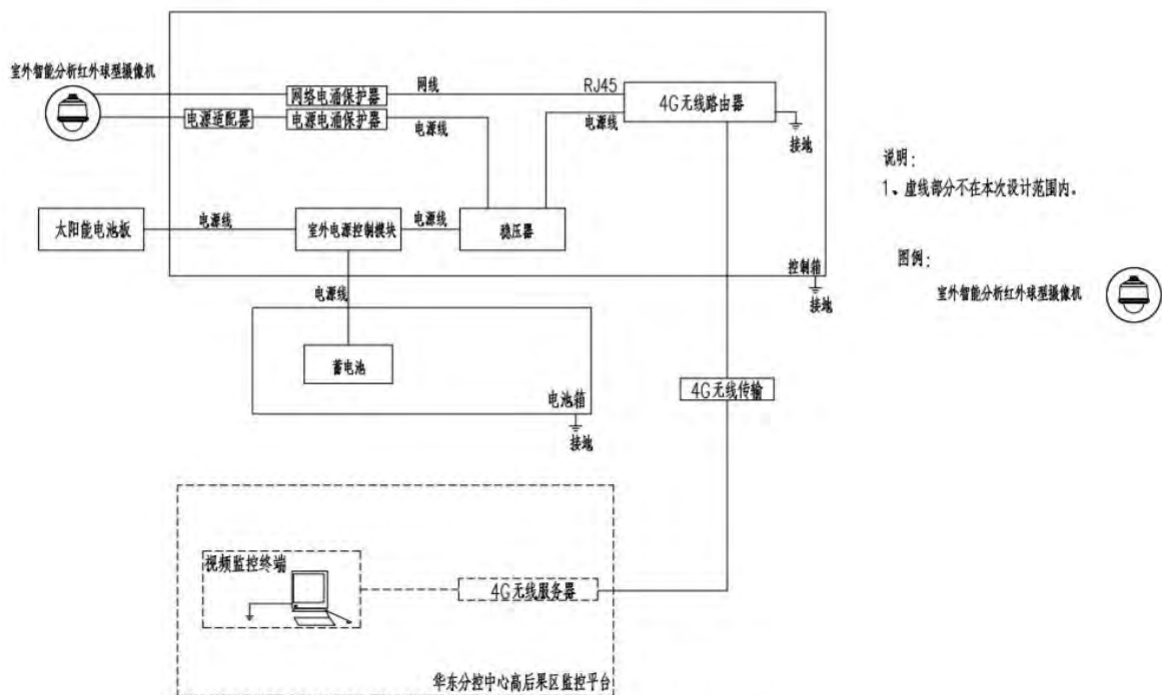 室外智能分析红外球型摄像机
网络电涌保护器
网线
RJ45
4G无线路由器
电源适配器
电源电涌保护器
电源线
电源线
接地
说明：
1、虚线部分不在本次设计范围内。
太阳能电池板
电源线
室外电源控制模块
电源线
稳压器
控制箱
接地
图例：
室外智能分析红外球型摄像机
电源线
蓄电池
电池箱
接地
4G无线传输
视频监控终端
4G无线服务器
华东分控中心高后果区监控平台